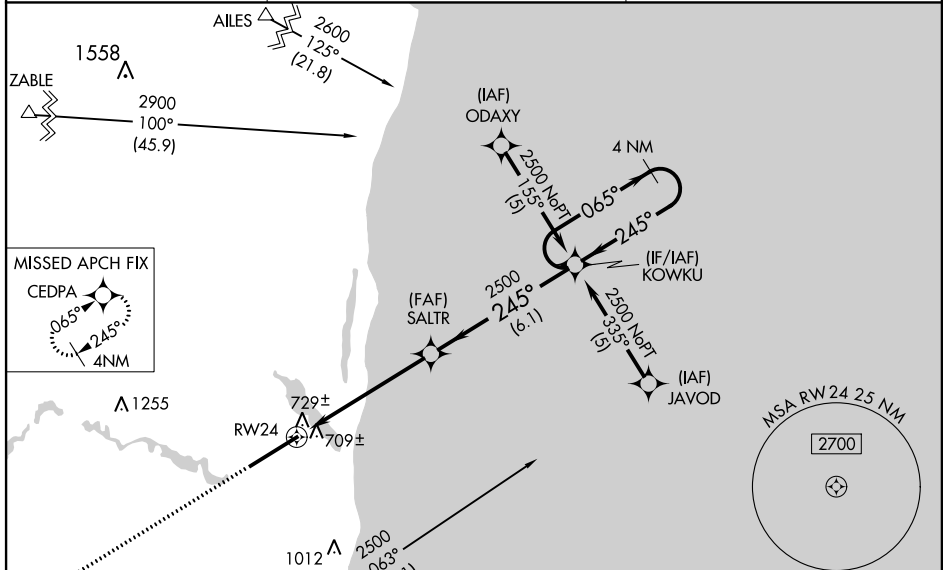 AILES
2600
125°
(21.8)
1558
ZABLE
2900
100°
(45.9)
(IAF)
ODAXY
2500 NoPT
155°
(5)
4 NM
065°
245°
(IF/IAF)
KOWKU
2500
245°
(6.1)
(FAF)
SALTR
2500 NoPT
335°
(5)
(IAF)
JAVOD
MISSED APCH FIX
CEDPA
065°
245°
4NM
1255
729±
RW24
709±
MSA RW24 25 NM
2700
1012
2500
063°